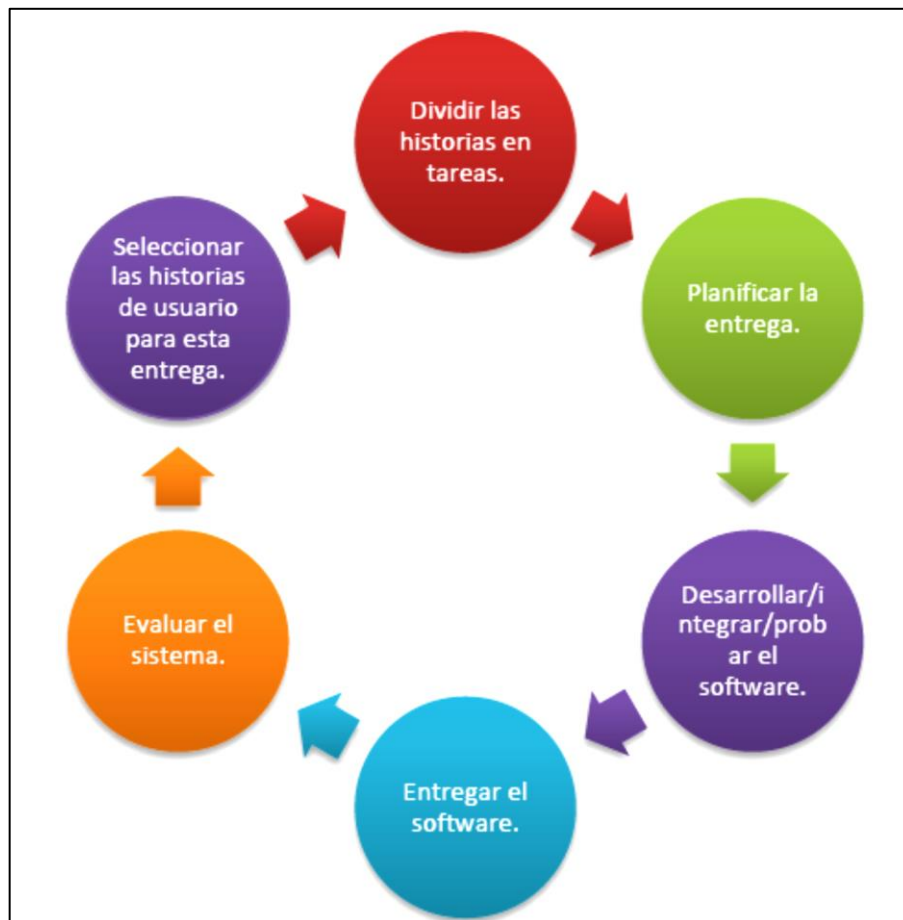 Dividir las
historias en
tareas.
Seleccionar
las historias
de usuario
para esta
entrega.
Planificar la
entrega.
Desarrollar/i
ntegrar/prob
ar el
software.
Evaluar el
sistema.
Entregar el
software.